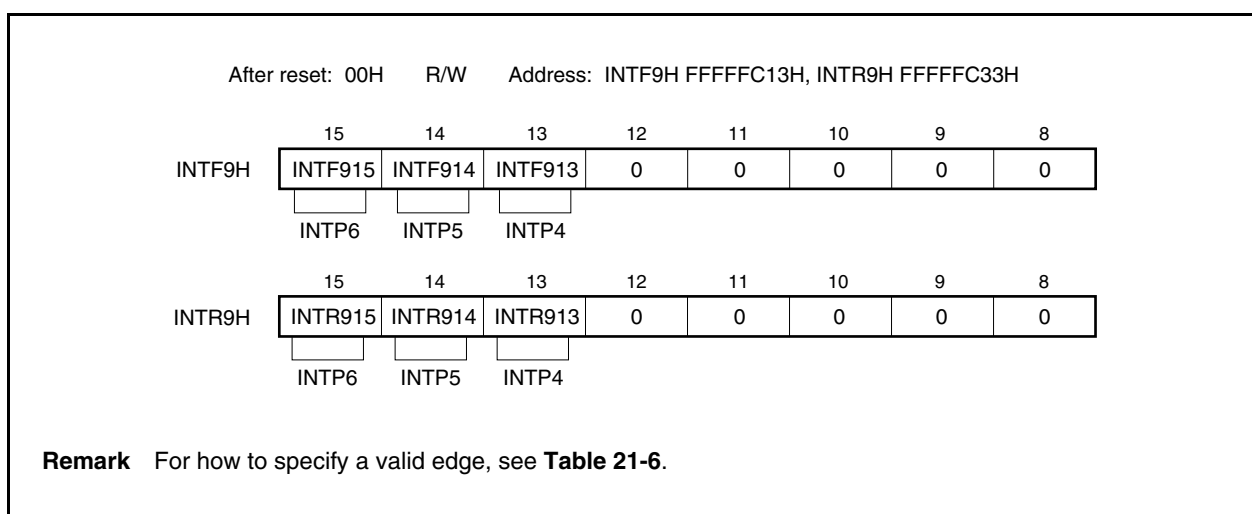 After reset: 00H R/W Address: INTF9H FFFFFC13H, INTR9H FFFFFC33H
15 14 13 12 11 10 9 8
INTF9H INTF915 INTF914 INTF913 0 0 0 0 0
INTP6 INTP5 INTP4
15 14 13 12 11 10 9 8
INTR9H INTR915 INTR914 INTR913 0 0 0 0 0
INTP6 INTP5 INTP4
Remark For how to specify a valid edge, see Table 21-6.